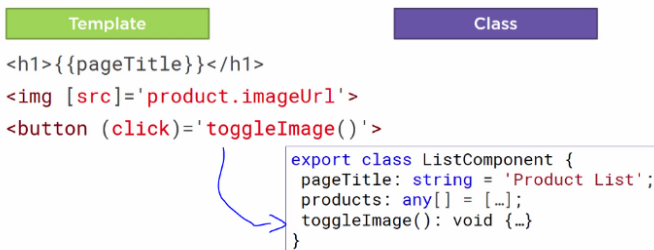 Template
Class
<h1>{{pageTitle}}</h1>
<img [src]='product.imageUrl'>
<button (click)='toggleImage()'>
export class ListComponent {
pageTitle: string = 'Product List';
products: any[] = […];
toggleImage(): void {…}
}